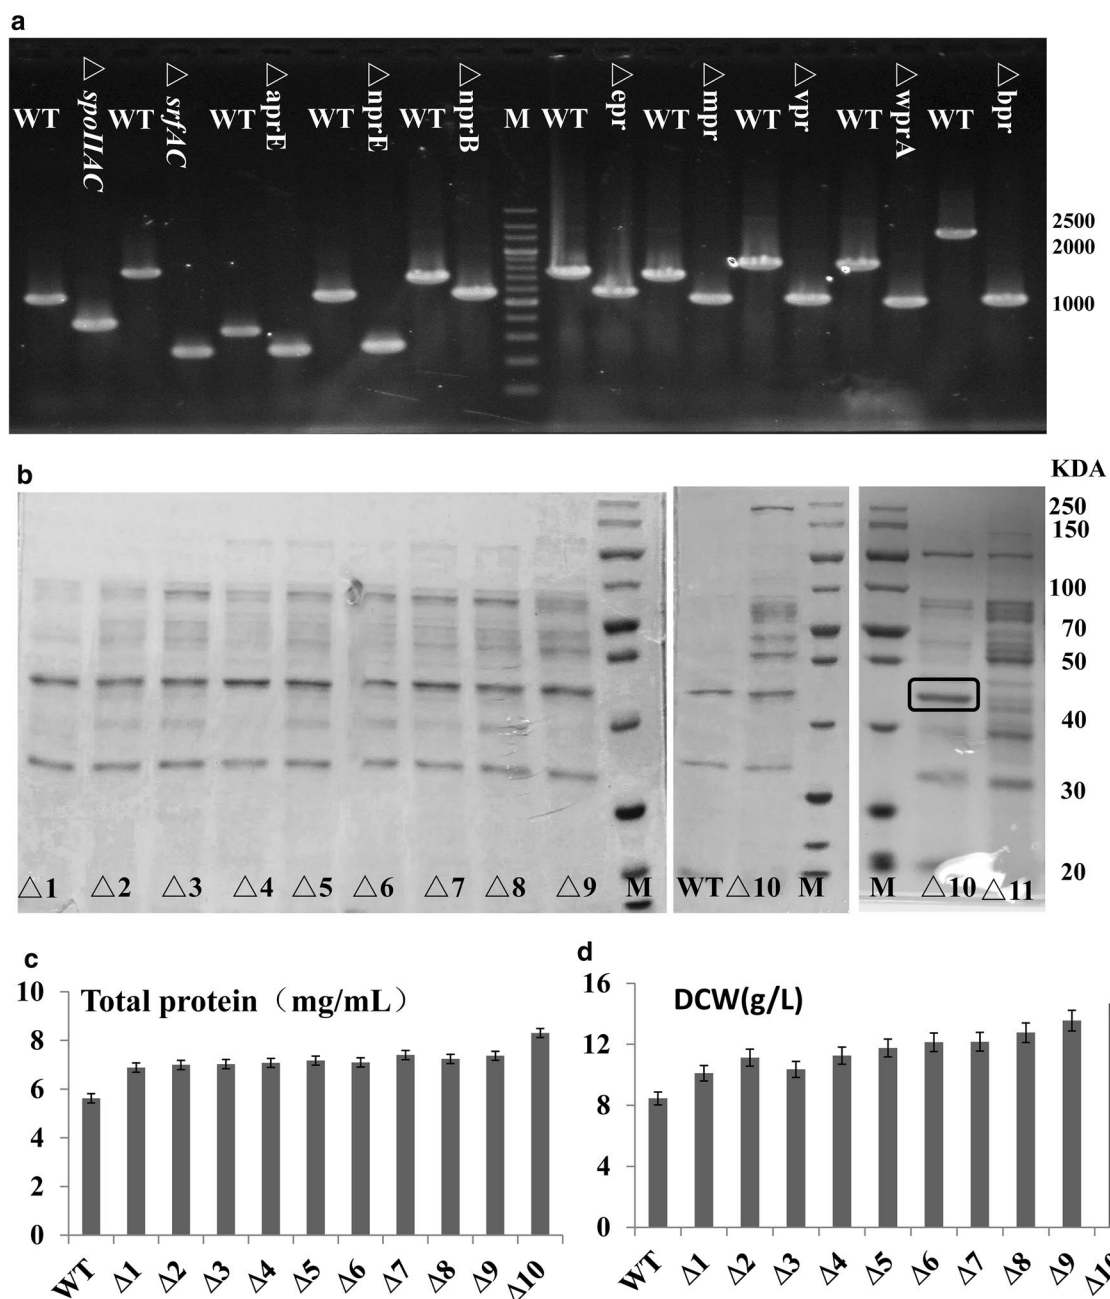 a
WT △spoIIAC WT △srfAC WT △aprE WT △nprE WT △nprB M WT △epr WT △mpr WT △vpr WT △wprA WT △bpr
2500
2000
1000
b
KDA
250
150
100
70
50
40
30
20
△1 △2 △3 △4 △5 △6 △7 △8 △9 M WT △10 M M △10 △11
c
Total protein（mg/mL）
10
8
6
4
2
0
WT Δ1 Δ2 Δ3 Δ4 Δ5 Δ6 Δ7 Δ8 Δ9 Δ10
d
DCW(g/L)
16
12
8
4
0
WT Δ1 Δ2 Δ3 Δ4 Δ5 Δ6 Δ7 Δ8 Δ9 Δ10